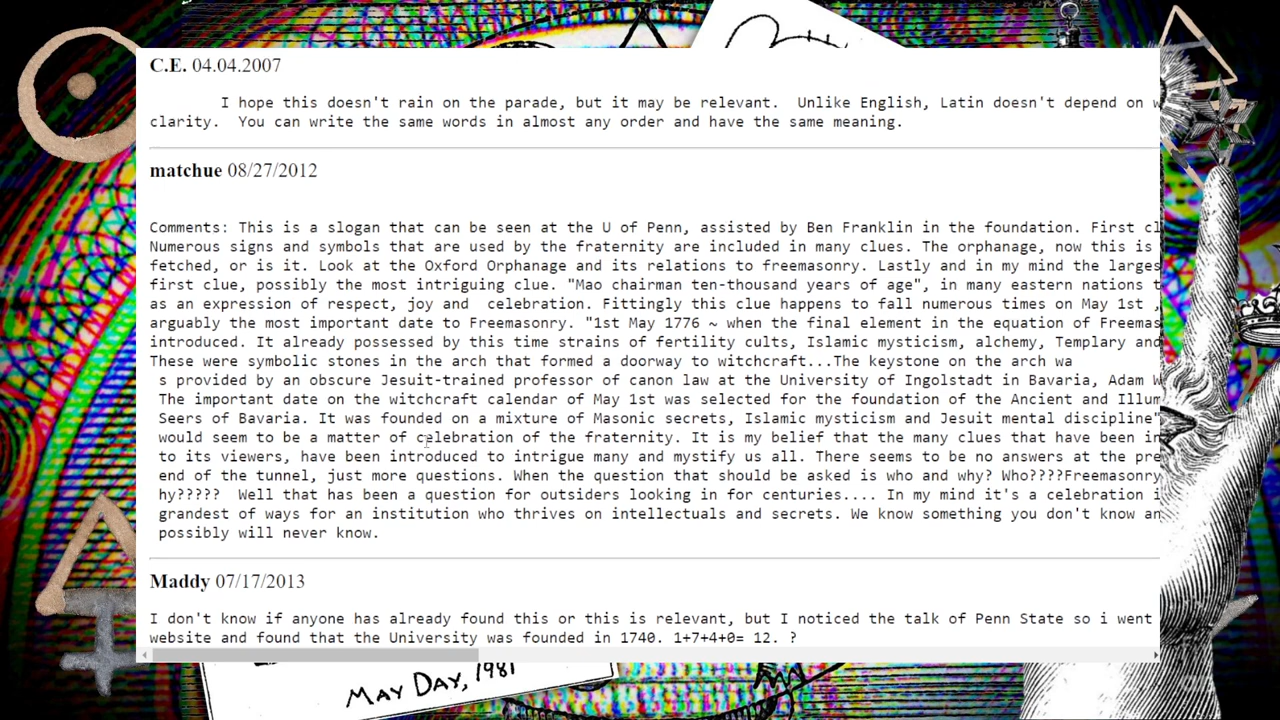 C.E. 04.04.2007
I hope this doesn't rain on the parade, but it may be relevant.  Unlike English, Latin doesn't depend on
clarity.  You can write the same words in almost any order and have the same meaning.
matchue 08/27/2012
Comments: This is a slogan that can be seen at the U of Penn, assisted by Ben Franklin in the foundation. First
Numerous signs and symbols that are used by the fraternity are included in many clues. The orphanage, now this is
fetched, or is it. Look at the Oxford Orphanage and its relations to freemasonry. Lastly and in my mind the
first clue, possibly the most intriguing clue. "Mao chairman ten-thousand years of age", in many eastern nations
as an expression of respect, joy and  celebration. Fittingly this clue happens to fall numerous times on May 1st ,
arguably the most important date to Freemasonry. "1st May 1776 ~ when the final element in the equation of
introduced. It already possessed by this time strains of fertility cults, Islamic mysticism, alchemy, Templary and
These were symbolic stones in the arch that formed a doorway to witchcraft...The keystone on the arch wa
s provided by an obscure Jesuit-trained professor of canon law at the University of Ingolstadt in Bavaria, Adam
The important date on the witchcraft calendar of May 1st was selected for the foundation of the Ancient and
Seers of Bavaria. It was founded on a mixture of Masonic secrets, Islamic mysticism and Jesuit mental discipline"
would seem to be a matter of celebration of the fraternity. It is my belief that the many clues that have been
to its viewers, have been introduced to intrigue many and mystify us all. There seems to be no answers at the
end of the tunnel, just more questions. When the question that should be asked is who and why? Who????Freemasonry
hy?????  Well that has been a question for outsiders looking in for centuries.... In my mind it's a celebration
grandest of ways for an institution who thrives on intellectuals and secrets. We know something you don't know
possibly will never know.
Maddy 07/17/2013
I don't know if anyone has already found this or this is relevant, but I noticed the talk of Penn State so i went
website and found that the University was founded in 1740. 1+7+4+0= 12. ?
MAY DAY, 1981